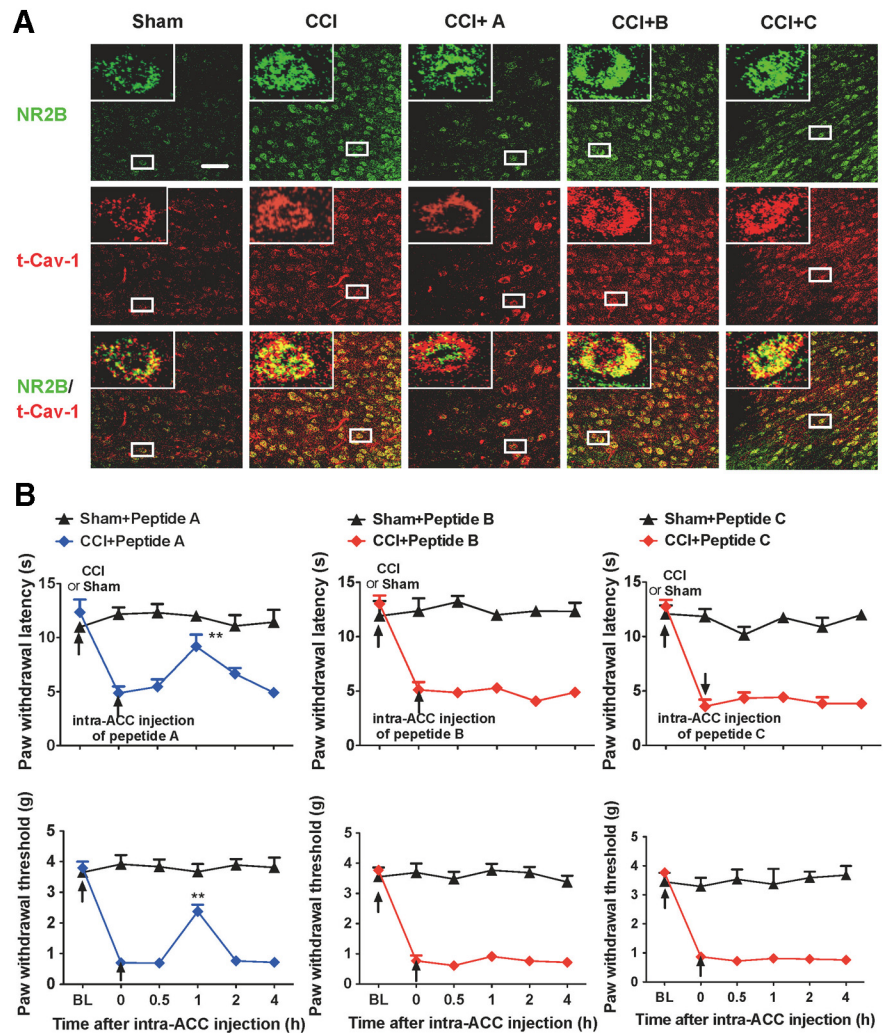 A
Sham CCI CCI+ A CCI+B CCI+C
NR2B
t-Cav-1
NR2B/
t-Cav-1
B
Sham+Peptide A
CCI+Peptide A
Sham+Peptide B
CCI+Peptide B
Sham+Peptide C
CCI+Peptide C
Paw withdrawal latency (s)
15
10
5
0
CCI
or Sham
**
intra-ACC injection
of pepetide A
Paw withdrawal latency (s)
15
10
5
0
CCI
or Sham
intra-ACC injection
of pepetide B
Paw withdrawal latency (s)
15
10
5
0
CCI
or Sham
intra-ACC injection
of pepetide C
Paw withdrawal threshold (g)
5
4
3
2
1
0
**
BL 0 0.5 1 2 4
Time after intra-ACC injection (h)
Paw withdrawal threshold (g)
5
4
3
2
1
0
BL 0 0.5 1 2 4
Time after intra-ACC injection (h)
Paw withdrawal threshold (g)
5
4
3
2
1
0
BL 0 0.5 1 2 4
Time after intra-ACC injection (h)